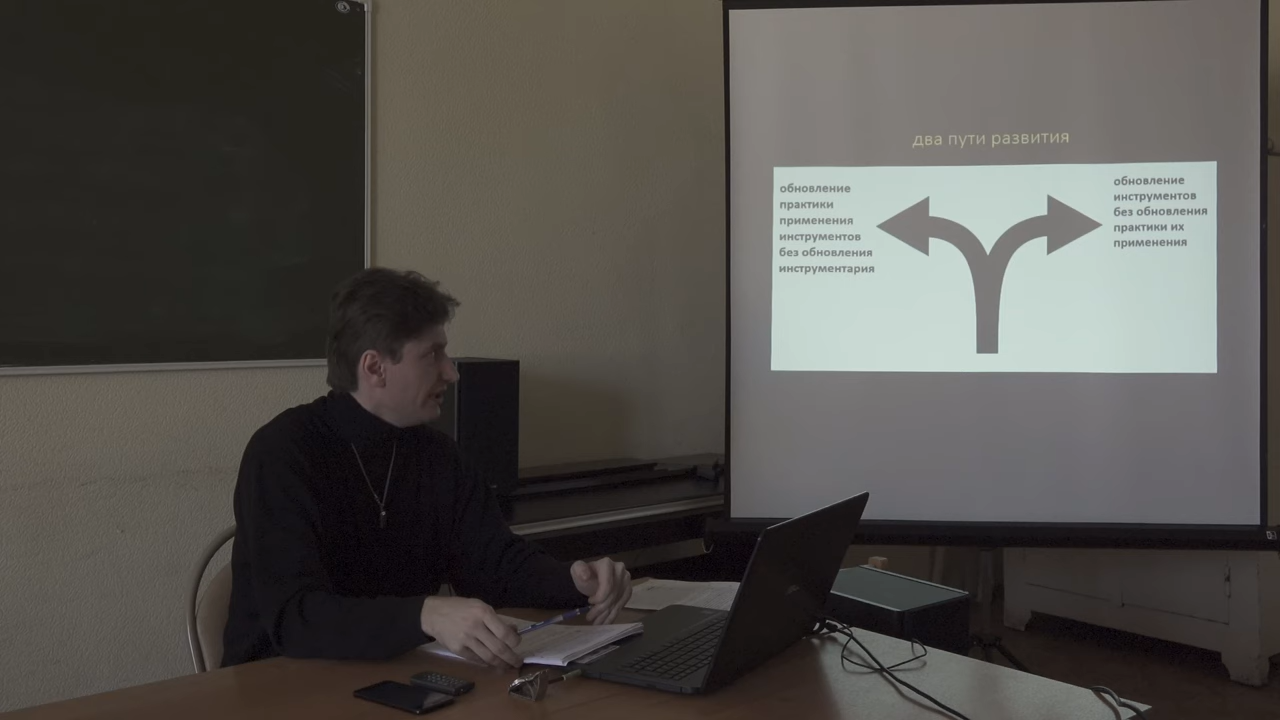 два пути развития
обновление
практики
применения
инструментов
без обновления
инструментария
обновление
инструментов
без обновления
практики их
применения